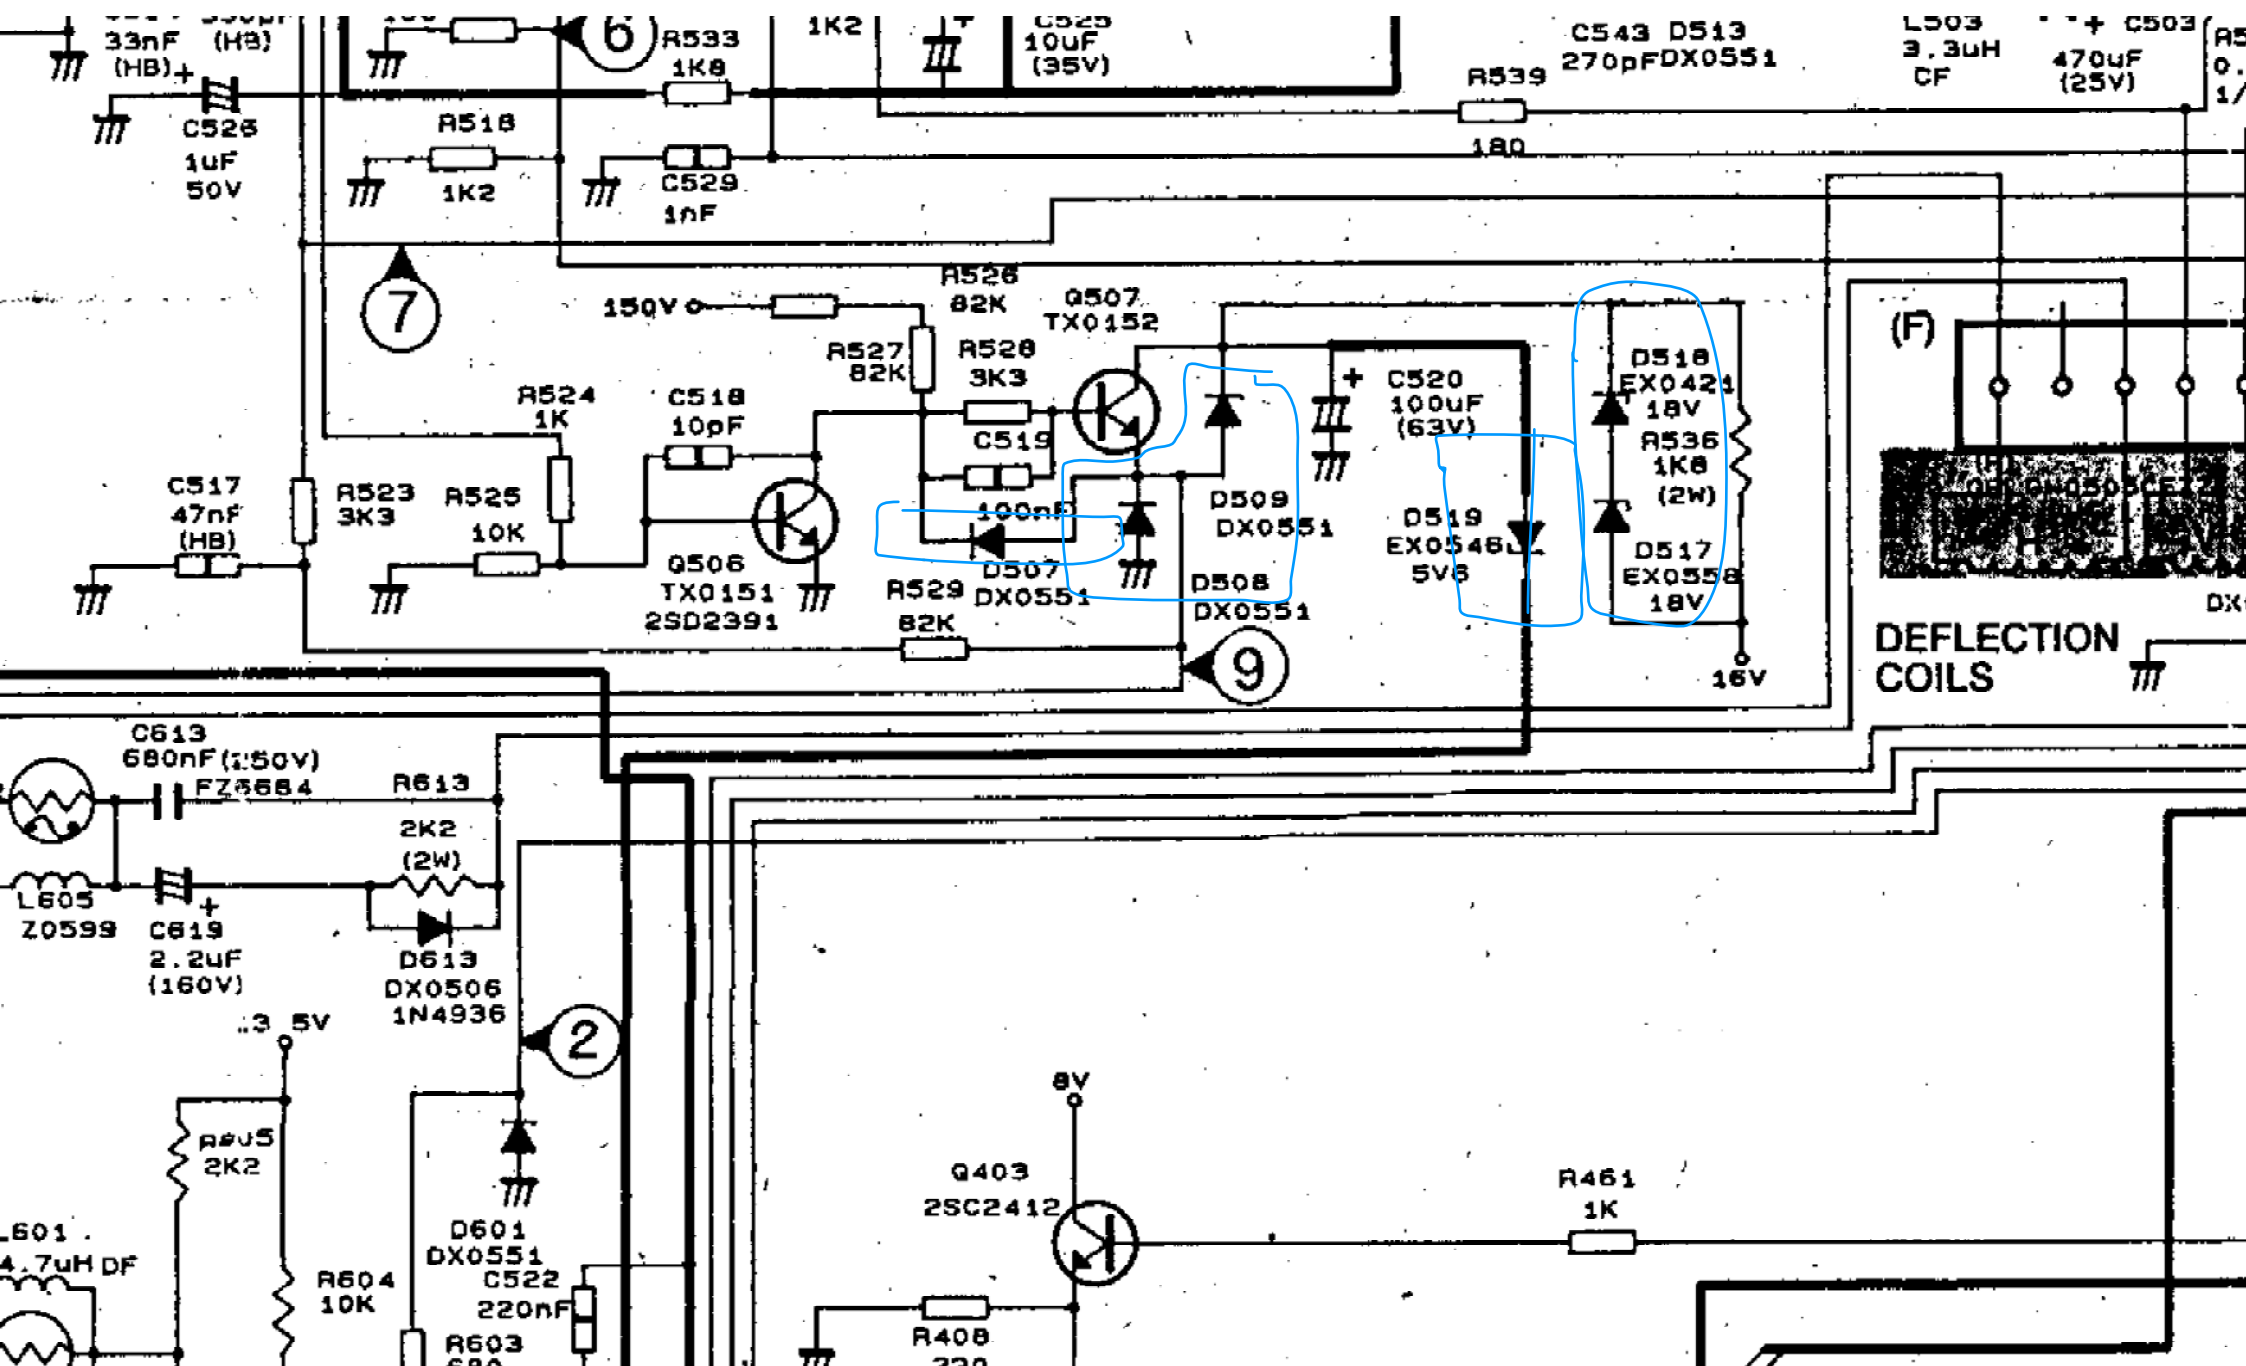 33nF
(HB)
(HB)
C526
1uF
50V
6
R533
1K8
R518
1K2
C529
1nF
1K2
C525
10uF
(35V)
C543 D513
270pF DX0551
R539
180
L503
3.3uH
CF
C503
470uF
(25V)
7
150V
R526
82K
R527
82K
R528
3K3
Q507
TX0152
R524
1K
C518
10pF
C519
100nF
C517
47nF
(HB)
R523
3K3
R525
10K
Q506
TX0151
2SD2391
D507
DX0551
R529
82K
D509
DX0551
D508
DX0551
C520
100uF
(63V)
D519
EX0546
5V6
D518
EX0421
18V
R536
1K8
(2W)
D517
EX0558
18V
16V
9
(F)
DEFLECTION
COILS
C613
680nF(250V)
R613
2K2
(2W)
L605
Z0599
C619
2.2uF
(160V)
D613
DX0506
1N4936
2
2K2
D601
DX0551
4.7uH DF
R604
10K
C522
220nF
R603
8V
Q403
2SC2412
R461
1K
R408